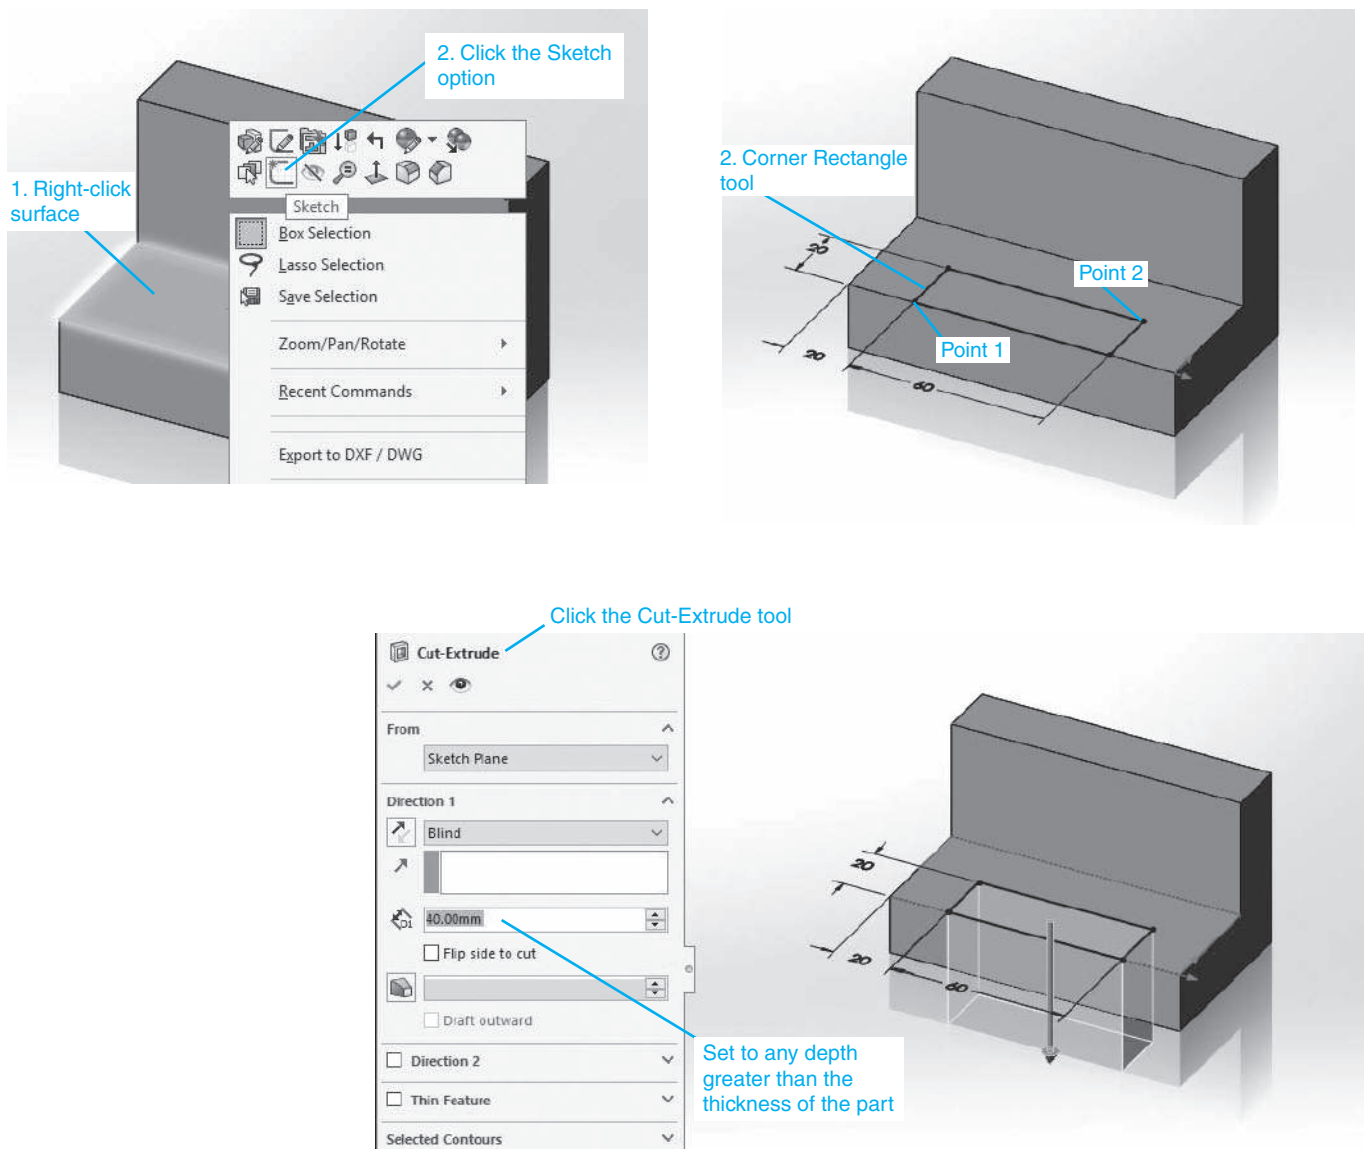 2. Click the Sketch
option
1. Right-click
surface
Sketch
Box Selection
Lasso Selection
Save Selection
Zoom/Pan/Rotate
Recent Commands
Export to DXF / DWG
2. Corner Rectangle
tool
20
Point 2
Point 1
20
60
Click the Cut-Extrude tool
Cut-Extrude
From
Sketch Plane
Direction 1
Blind
D1
40.00mm
Flip side to cut
Draft outward
Direction 2
Thin Feature
Selected Contours
Set to any depth
greater than the
thickness of the part
20
20
60